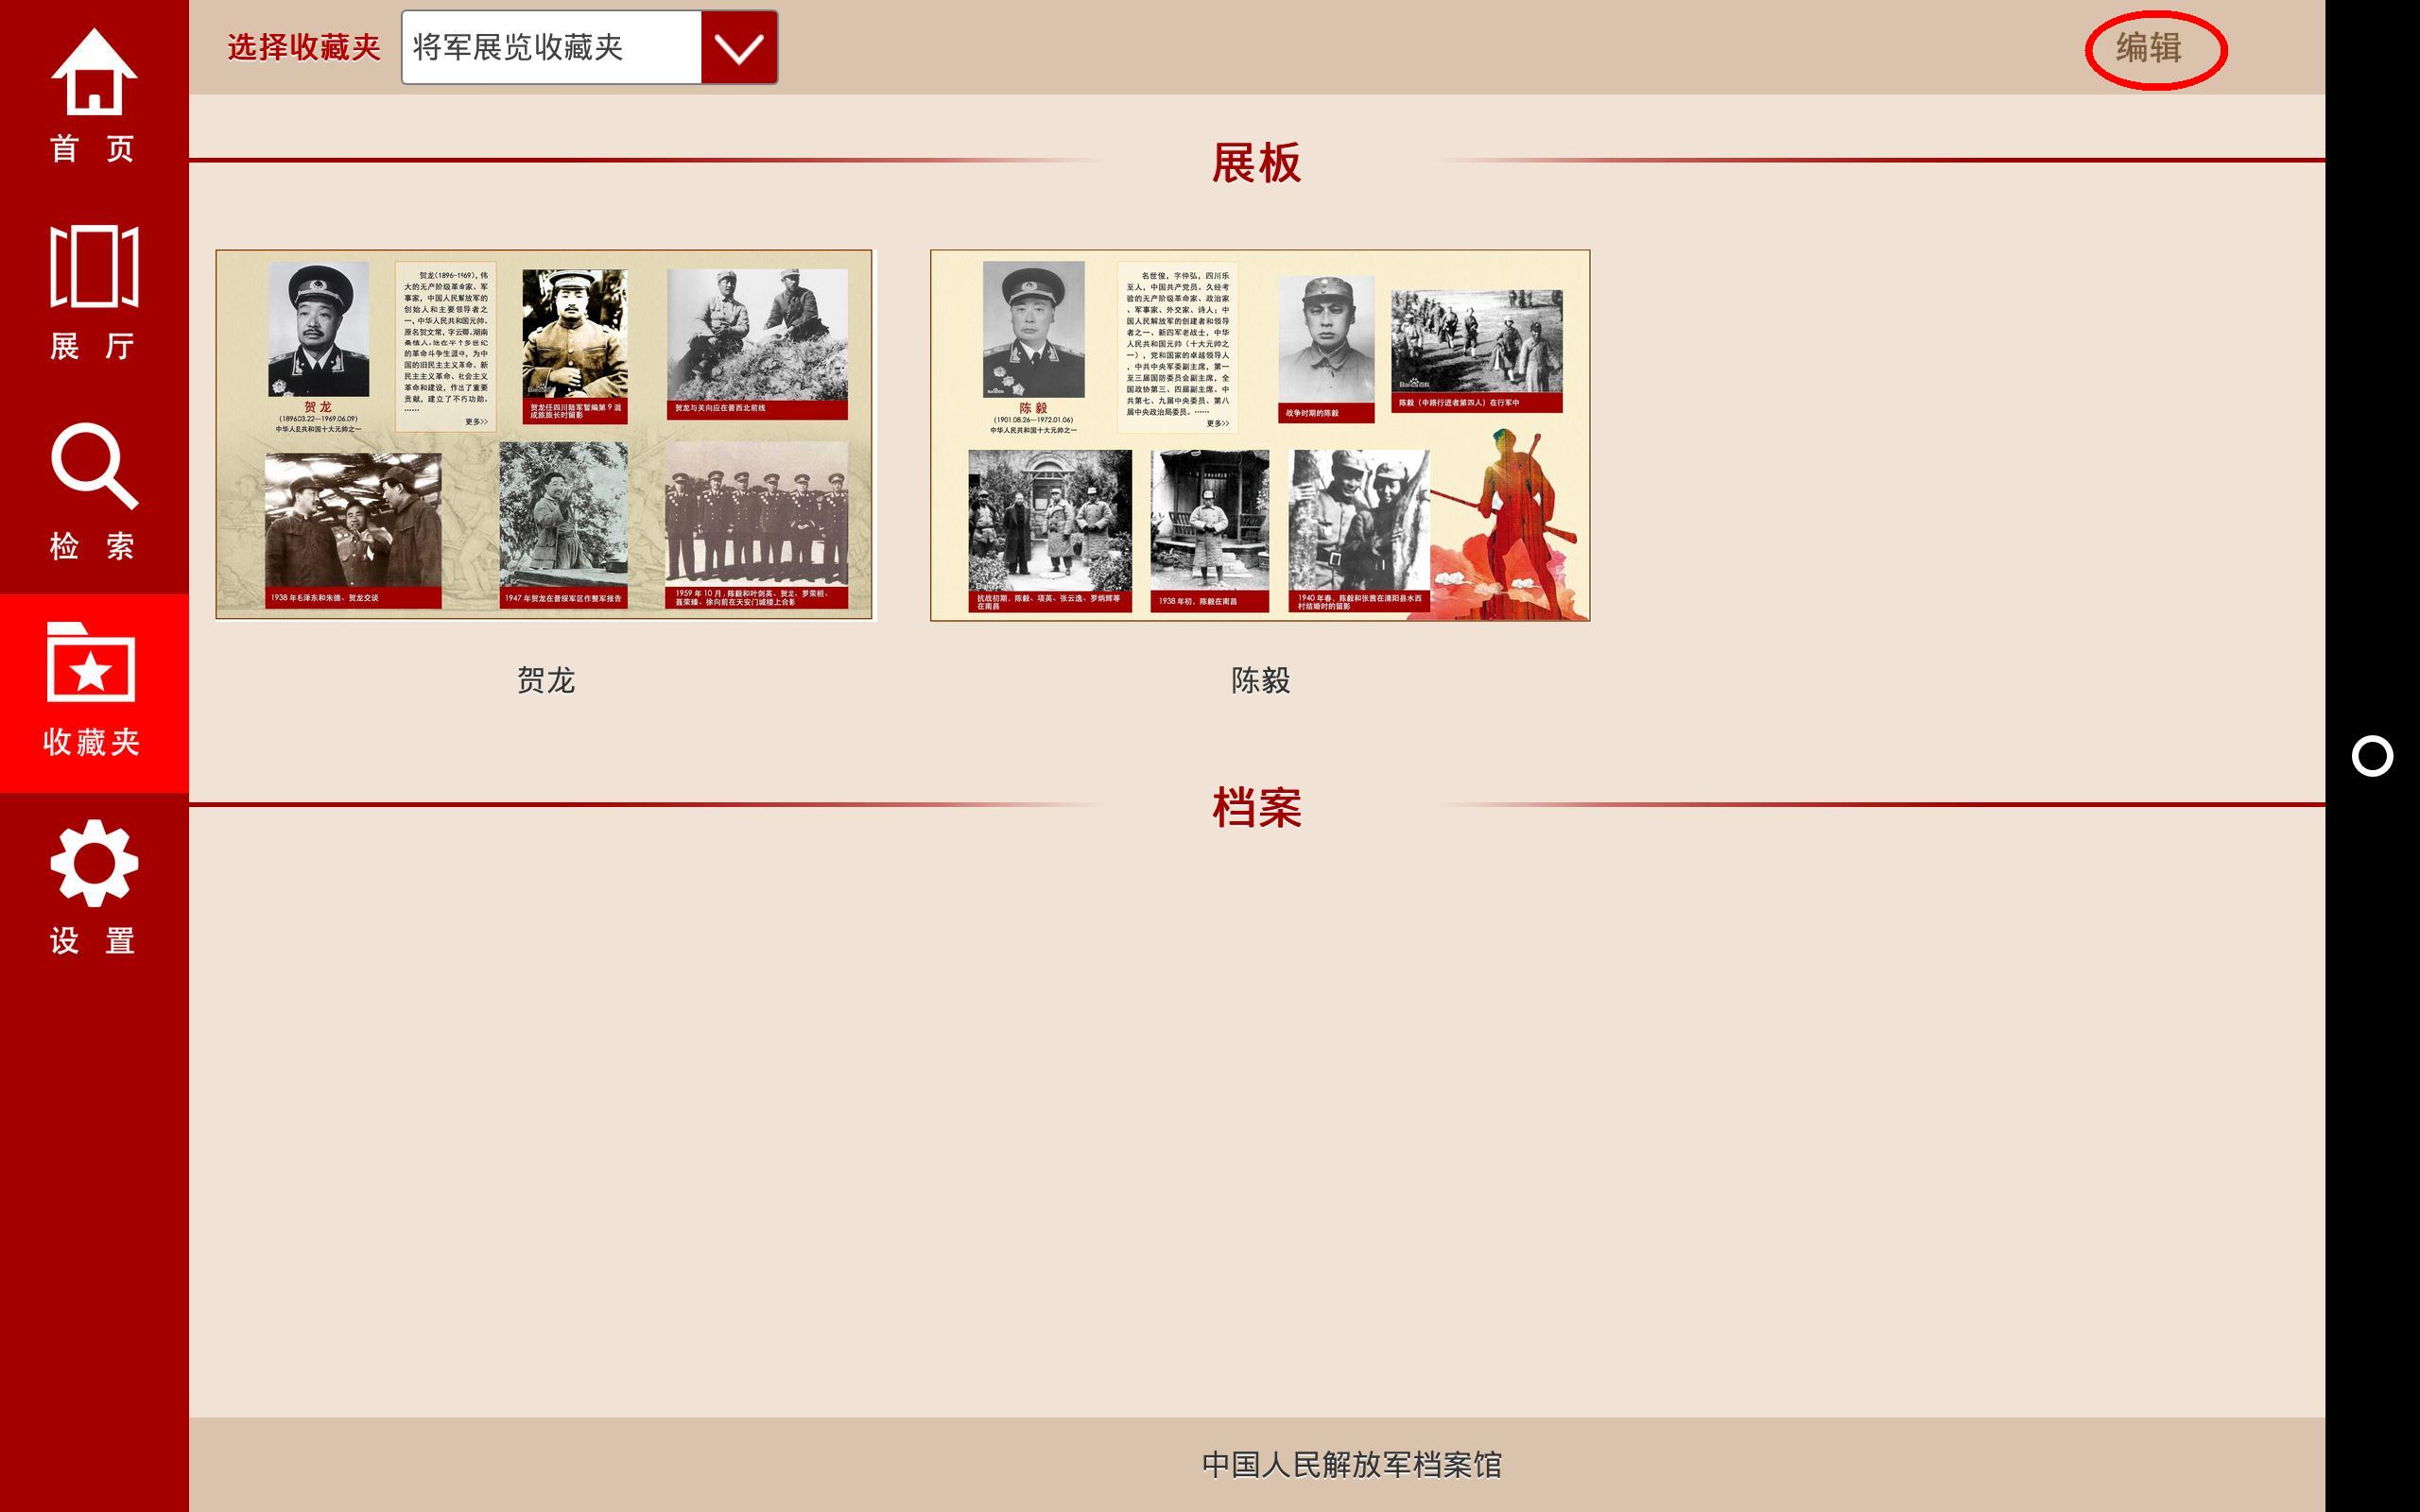 选择收藏夹
将军展览收藏夹
编辑
首 页
展 厅
检 索
收藏夹
设 置
展板
贺龙
(189603.22—1969.06.09)
中华人民共和国十大元帅之一
贺龙(1896-1969)，伟
大的无产阶级革命家、军
事家，中国人民解放军的
创始人和主要领导者之
一，中华人民共和国元帅。
原名贺文常，字云卿，湖南
桑植人。他在半个多世纪
的革命斗争生涯中，为中
国的旧民主主义革命、新
民主主义革命、社会主义
革命和建设，作出了重要
贡献，建立了不朽功勋。
……
更多>>
贺龙任四川陆军暂编第9混
成旅旅长时留影
贺龙与关向应在晋西北前线
1938年毛泽东和朱德、贺龙交谈
1947年贺龙在晋绥军区作整军报告
1959年10月，陈毅和叶剑英、贺龙、罗荣桓、
聂荣臻、徐向前在天安门城楼上合影
贺龙
陈毅
(1901.08.26—1972.01.06)
中华人民共和国十大元帅之一
名世俊，字仲弘，四川乐
至人，中国共产党员。久经考
验的无产阶级革命家、政治家
、军事家、外交家、诗人；中
国人民解放军的创建者和领导
者之一、新四军老战士，中华
人民共和国元帅（十大元帅之
一），党和国家的卓越领导人
，中共中央军委副主席，第一
至三届国防委员会副主席，全
国政协第三、四届副主席。中
共第七、九届中央委员、第八
届中央政治局委员。……
更多>>
战争时期的陈毅
Bai百科
陈毅（中路行进者第四人）在行军中
抗战初期，陈毅、项英、张云逸、罗炳辉等
在南昌
1938年初，陈毅在南昌
1940年春，陈毅和张茜在溧阳县水西
村结婚时的留影
陈毅
档案
中国人民解放军档案馆